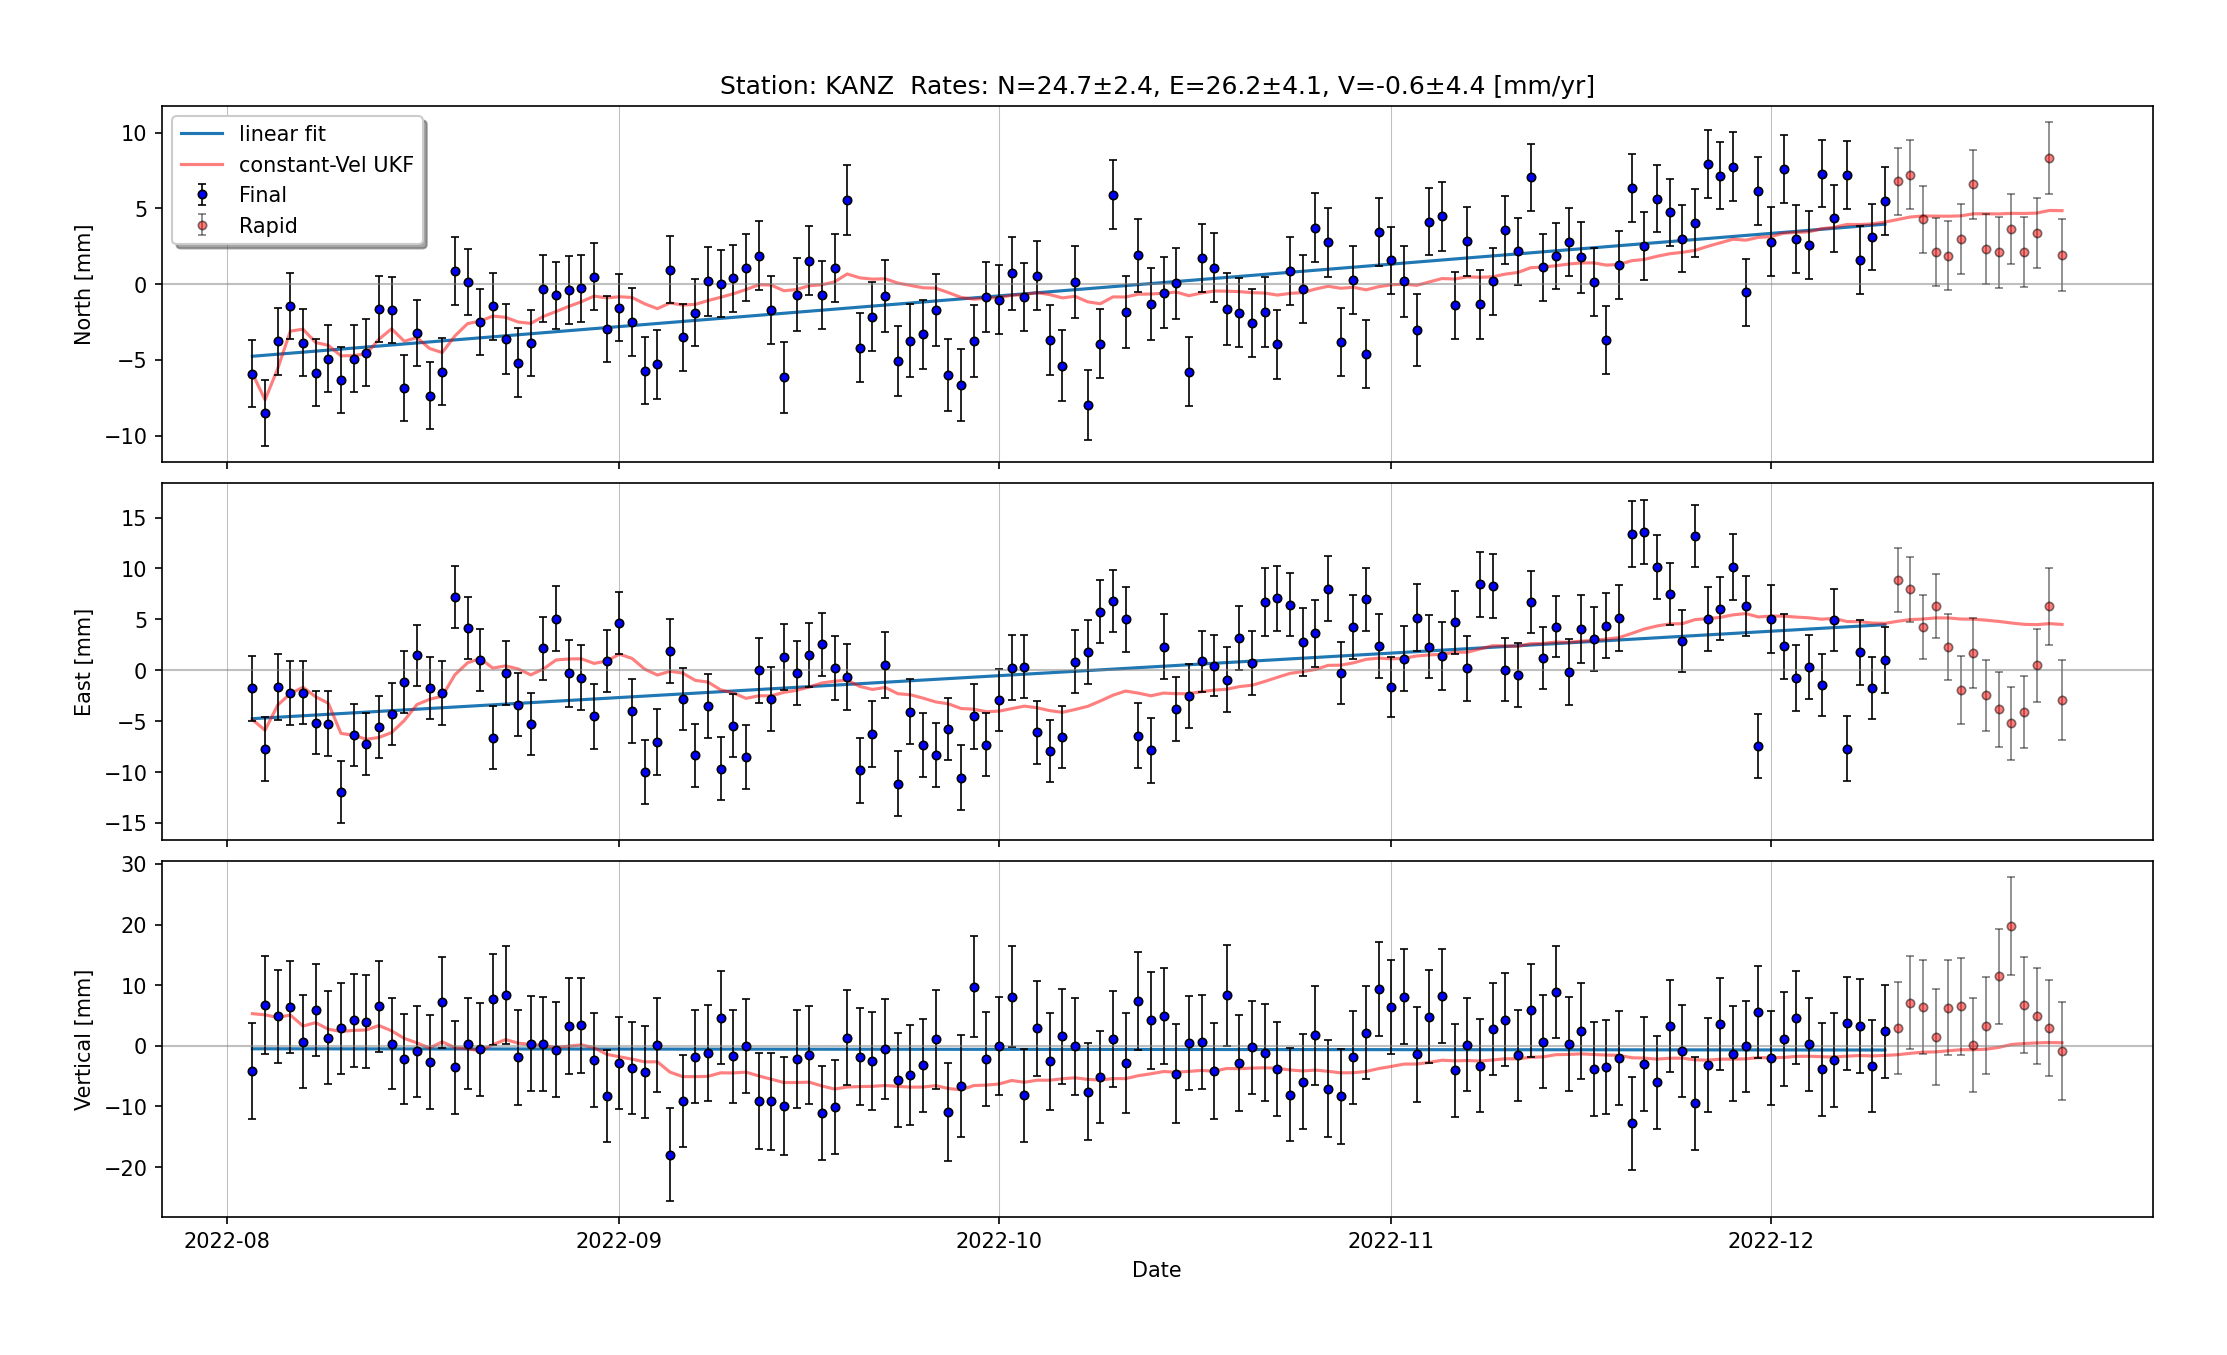 Station: KANZ  Rates: N=24.7±2.4, E=26.2±4.1, V=-0.6±4.4 [mm/yr]
linear fit
constant-Vel UKF
Final
Rapid
North [mm]
10
5
0
−5
−10
East [mm]
15
10
5
0
−5
−10
−15
Vertical [mm]
30
20
10
0
−10
−20
2022-08 2022-09 2022-10 2022-11 2022-12
Date